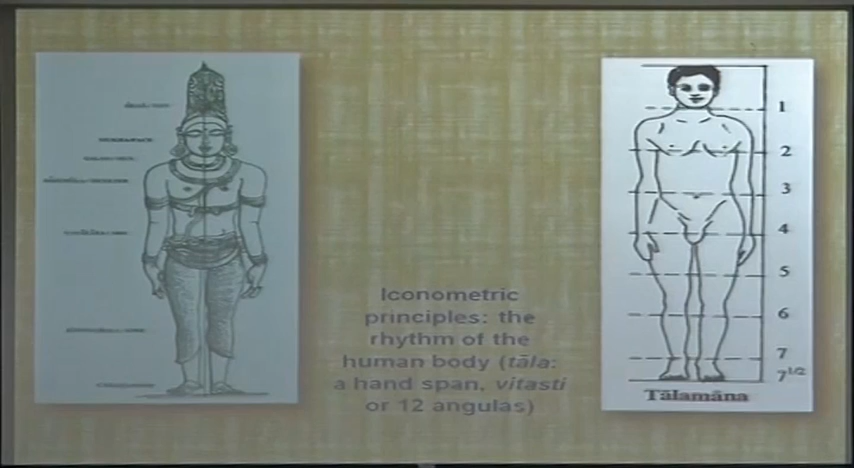 Iconometric
principles: the
rhythm of the
human body (tāla:
a hand span, vitasti
or 12 angulas)
1
2
3
4
5
6
7
7 1/2
Tālamāna